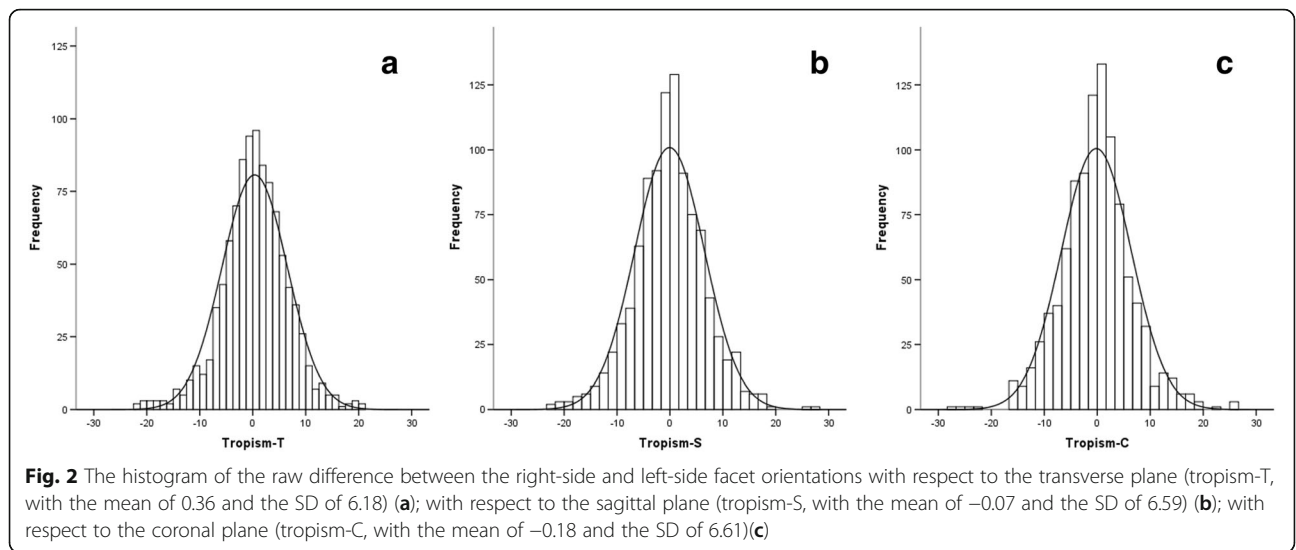 a
b
c
125
100
75
50
25
0
Frequency
-30 -20 -10 0 10 20 30
Tropism-T
125
100
75
50
25
0
Frequency
-30 -20 -10 0 10 20 30
Tropism-S
125
100
75
50
25
0
Frequency
-30 -20 -10 0 10 20 30
Tropism-C
Fig. 2 The histogram of the raw difference between the right-side and left-side facet orientations with respect to the transverse plane (tropism-T,
with the mean of 0.36 and the SD of 6.18) (a); with respect to the sagittal plane (tropism-S, with the mean of −0.07 and the SD of 6.59) (b); with
respect to the coronal plane (tropism-C, with the mean of −0.18 and the SD of 6.61)(c)